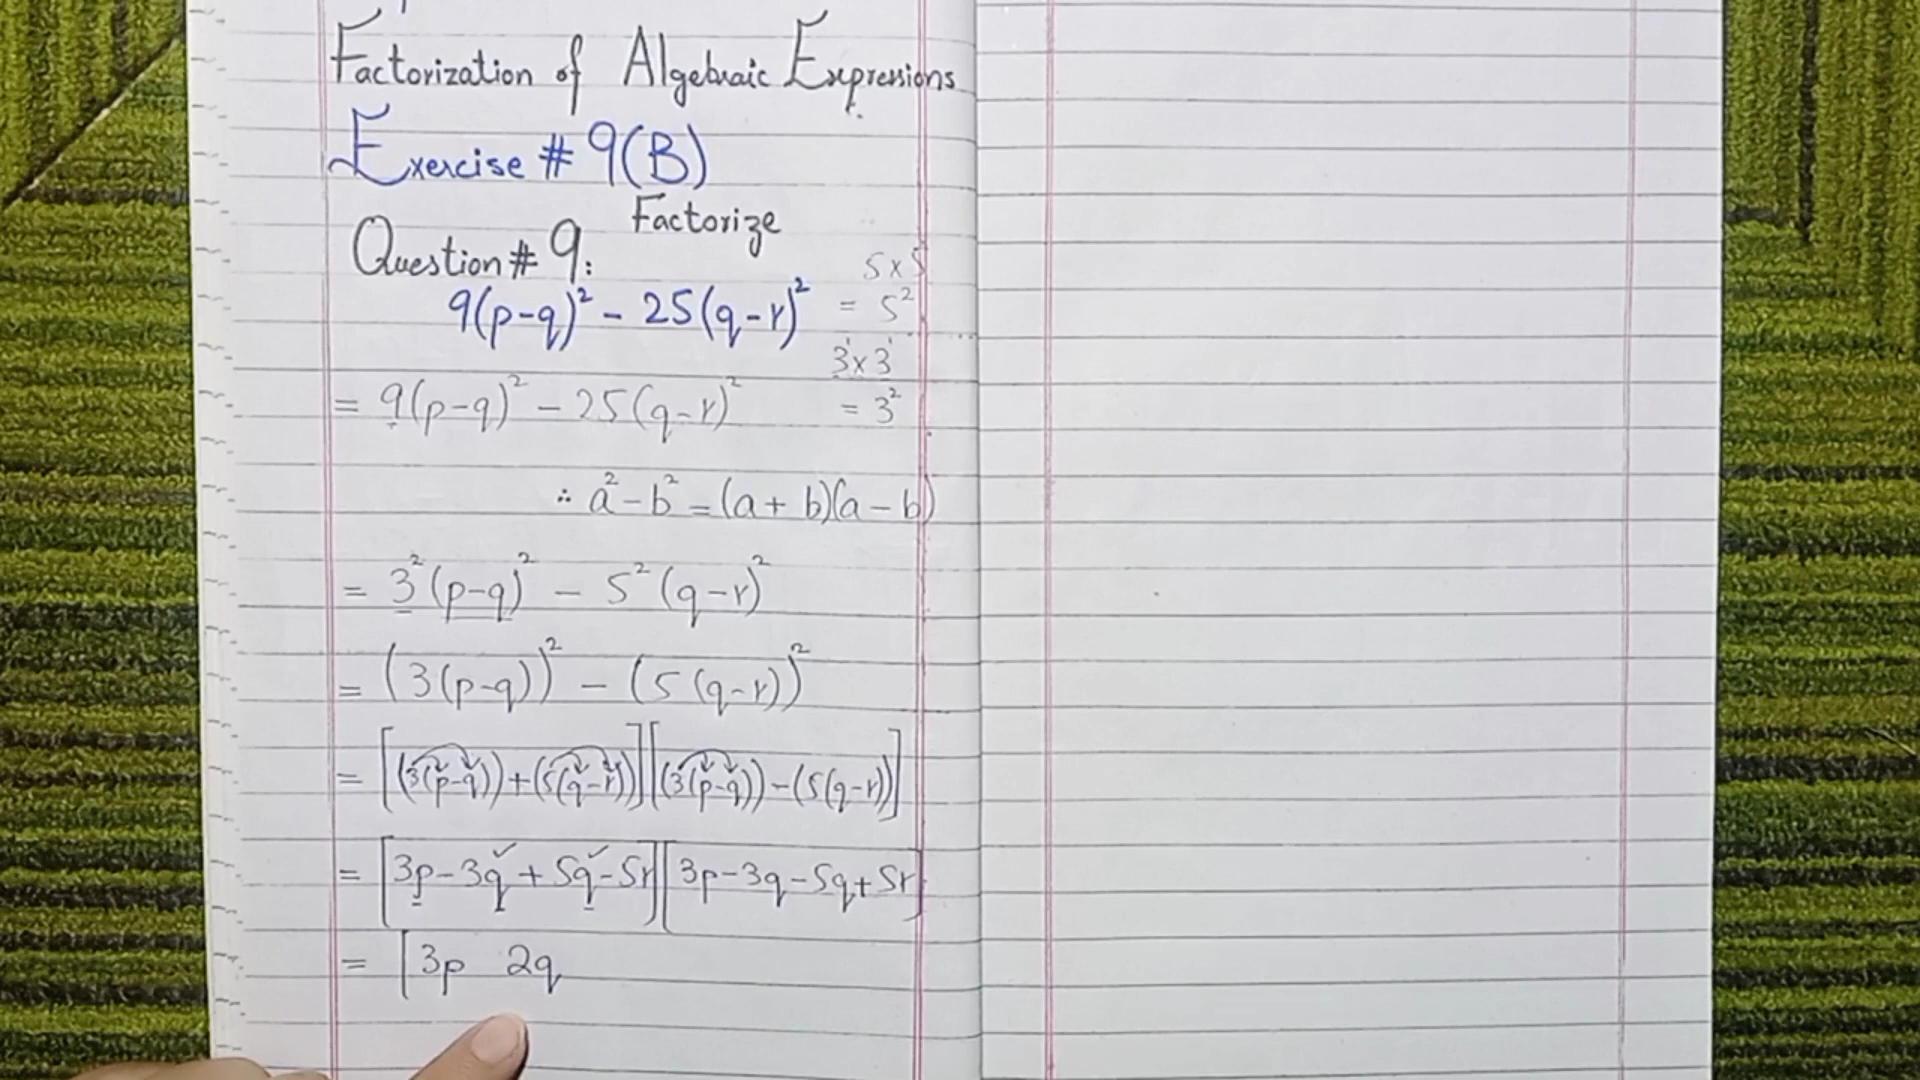 Factorization of Algebraic Expressions
Exercise # 9(B)
Factorize
Question # 9:
9(p-q)² - 25(q-r)²
5 x 5
= 5²
3¹ x 3¹
= 3²
= 9(p-q)² - 25(q-r)²
∴ a² - b² = (a + b)(a - b)
= 3²(p-q)² - 5²(q-r)²
= (3(p-q))² - (5(q-r))²
= [(3(p-q))+(5(q-r))][(3(p-q))-(5(q-r))]
= [3p-3q+5q-5r][3p-3q-5q+5r]
= [3p 2q